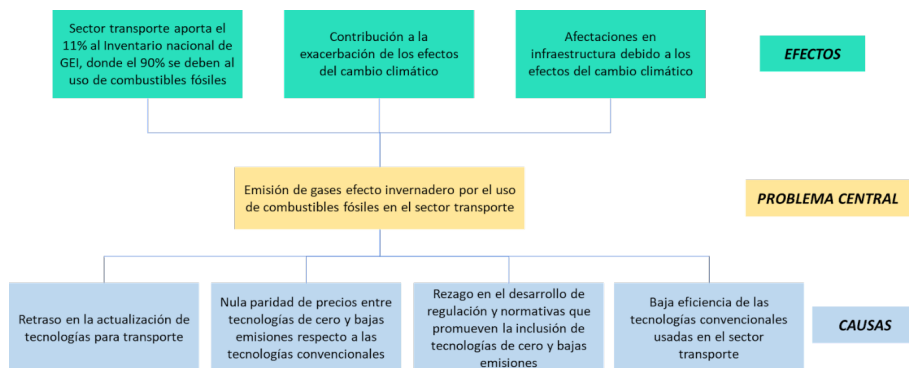 Sector transporte aporta el
11% al Inventario nacional de
GEI, donde el 90% se deben al
uso de combustibles fósiles
Contribución a la
exacerbación de los efectos
del cambio climático
Afectaciones en
infraestructura debido a los
efectos del cambio climático
EFECTOS
Emisión de gases efecto invernadero por el uso
de combustibles fósiles en el sector transporte
PROBLEMA CENTRAL
Retraso en la actualización de
tecnologías para transporte
Nula paridad de precios entre
tecnologías de cero y bajas
emisiones respecto a las
tecnologías convencionales
Rezago en el desarrollo de
regulación y normativas que
promueven la inclusión de
tecnologías de cero y bajas
emisiones
Baja eficiencia de las
tecnologías convencionales
usadas en el sector
transporte
CAUSAS